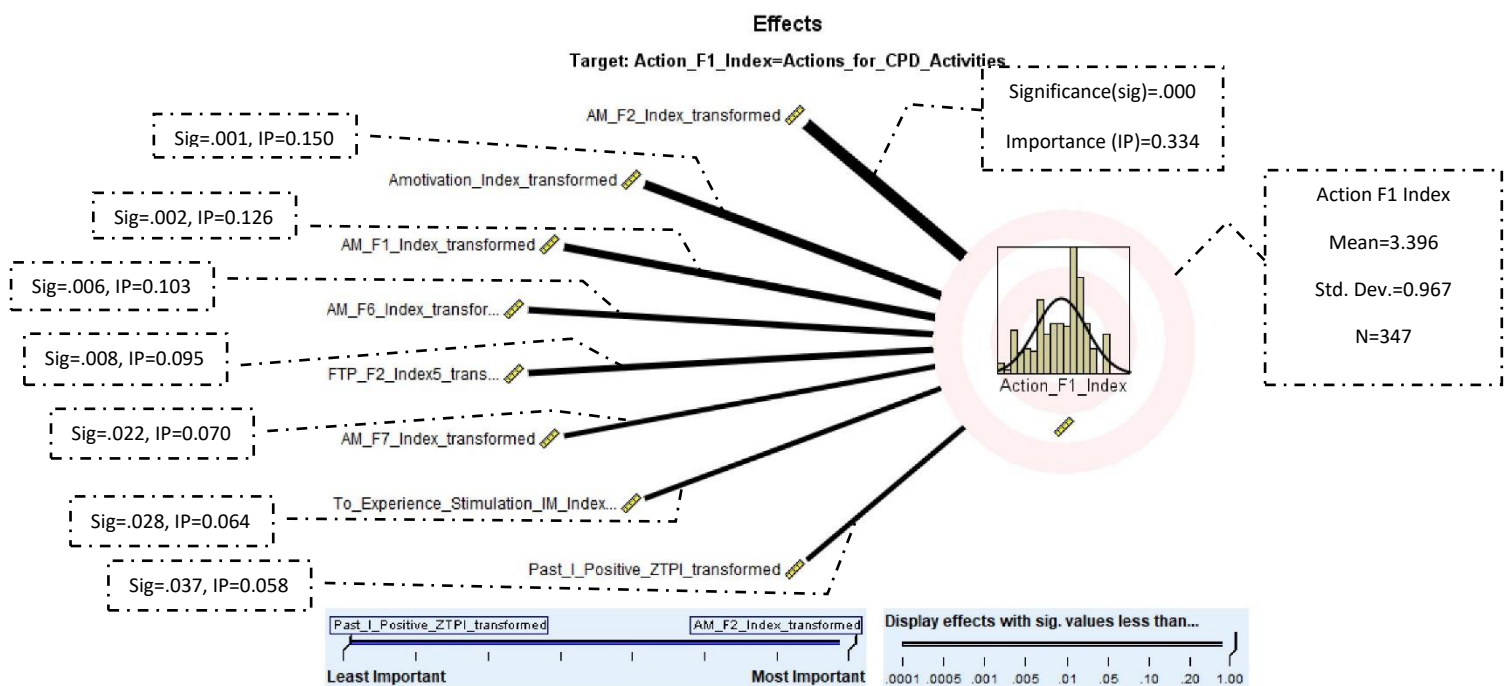 Effects
Target: Action_F1_Index=Actions_for_CPD_Activities
Significance(sig)=.000
Importance (IP)=0.334
AM_F2_Index_transformed
Sig=.001, IP=0.150
Amotivation_Index_transformed
Sig=.002, IP=0.126
AM_F1_Index_transformed
Sig=.006, IP=0.103
AM_F6_Index_transfor...
Sig=.008, IP=0.095
FTP_F2_Index5_trans...
Sig=.022, IP=0.070
AM_F7_Index_transformed
Sig=.028, IP=0.064
To_Experience_Stimulation_IM_Index...
Sig=.037, IP=0.058
Past_I_Positive_ZTPI_transformed
Action_F1_Index
Action F1 Index
Mean=3.396
Std. Dev.=0.967
N=347
Past_I_Positive_ZTPI_transformed
AM_F2_Index_transformed
Least Important
Most Important
Display effects with sig. values less than...
.0001 .0005 .001 .005 .01 .05 .10 .20 1.00